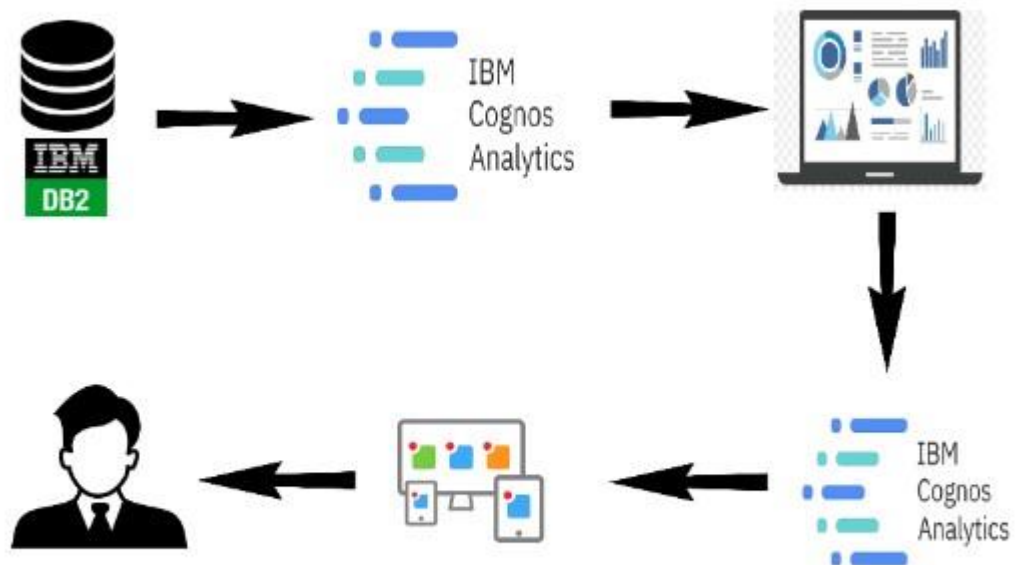 IBM
DB2
IBM
Cognos
Analytics
IBM
Cognos
Analytics